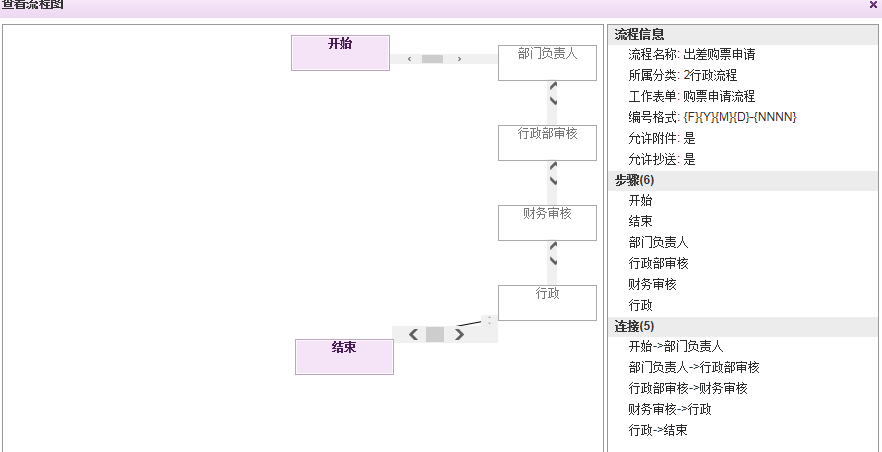 查看流程图
开始
部门负责人
行政部审核
财务审核
行政
结束
流程信息
流程名称: 出差购票申请
所属分类: 2行政流程
工作表单: 购票申请流程
编号格式: {F}{Y}{M}{D}-{NNNN}
允许附件: 是
允许抄送: 是
步骤(6)
开始
结束
部门负责人
行政部审核
财务审核
行政
连接(5)
开始->部门负责人
部门负责人->行政部审核
行政部审核->财务审核
财务审核->行政
行政->结束